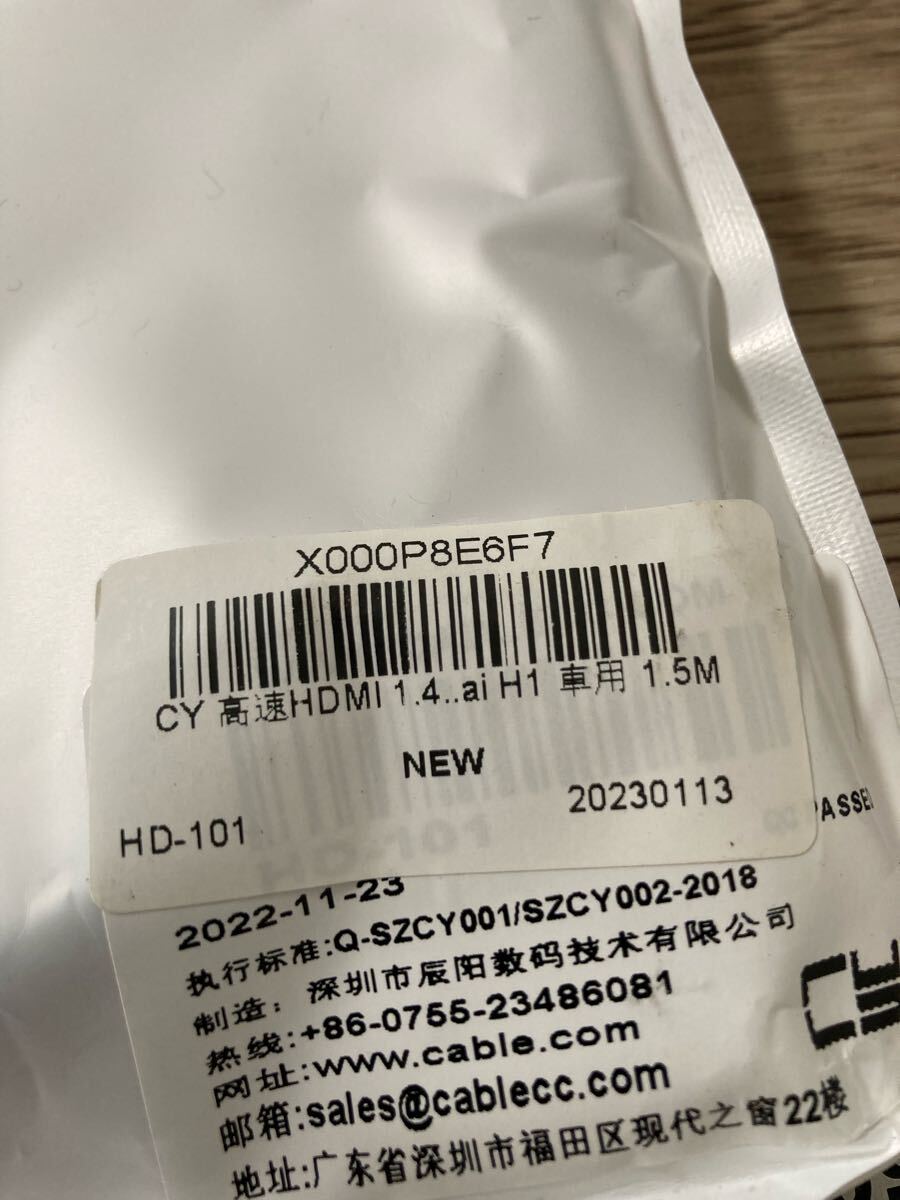 X000P8E6F7
CY 高速HDMI 1.4..ai H1 車用 1.5M
NEW
HD-101 20230113
PASSE
2022-11-23
执行标准:Q-SZCY001/SZCY002-2018
制造：深圳市辰阳数码技术有限公司
热线:+86-0755-23486081
网址:www.cable.com
邮箱:sales@cablecc.com
地址:广东省深圳市福田区现代之窗22楼
CY